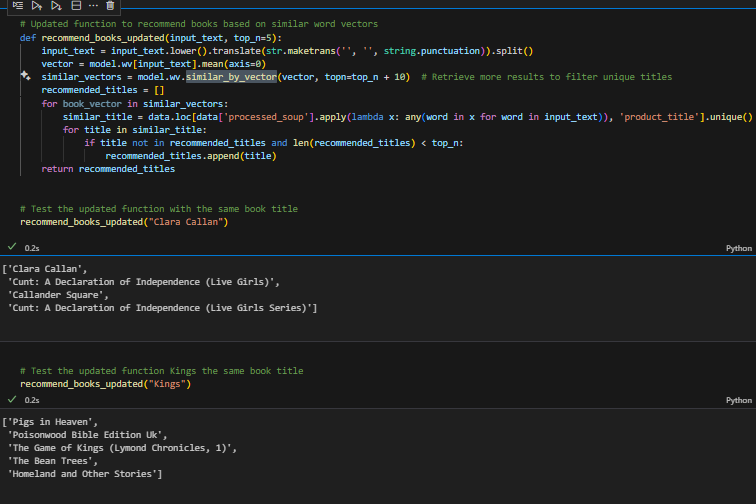 # Updated function to recommend books based on similar word vectors
def recommend_books_updated(input_text, top_n=5):
    input_text = input_text.lower().translate(str.maketrans('', '', string.punctuation)).split()
    vector = model.wv[input_text].mean(axis=0)
    similar_vectors = model.wv.similar_by_vector(vector, topn=top_n + 10)  # Retrieve more results to filter unique titles
    recommended_titles = []
    for book_vector in similar_vectors:
        similar_title = data.loc[data['processed_soup'].apply(lambda x: any(word in x for word in input_text)), 'product_title'].unique()
        for title in similar_title:
            if title not in recommended_titles and len(recommended_titles) < top_n:
                recommended_titles.append(title)
    return recommended_titles
# Test the updated function with the same book title
recommend_books_updated("Clara Callan")
0.2s Python
['Clara Callan',
 'Cunt: A Declaration of Independence (Live Girls)',
 'Callander Square',
 'Cunt: A Declaration of Independence (Live Girls Series)']
# Test the updated function Kings the same book title
recommend_books_updated("Kings")
0.2s Python
['Pigs in Heaven',
 'Poisonwood Bible Edition Uk',
 'The Game of Kings (Lymond Chronicles, 1)',
 'The Bean Trees',
 'Homeland and Other Stories']